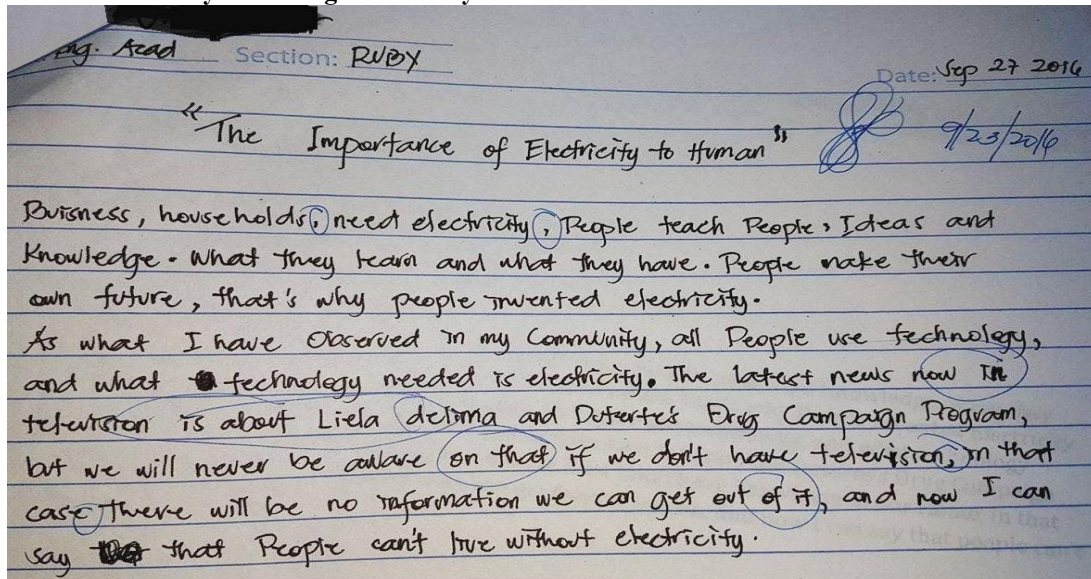 Eng. Acad Section: RUBY
Date: Sep 27 2016
"The Importance of Electricity to Human" 9/23/2016
Buisness, households, need electricity, People teach People, Ideas and
Knowledge. What they learn and what they have. People make their
own future, that's why people invented electricity.
As what I have Observed in my Community, all People use technology,
and what technology needed is electricity. The latest news now in
television is about Liela delima and Duterte's Drug Campaign Program,
but we will never be aware on that if we don't have television, in that
case there will be no information we can get out of it, and now I can
say that People can't live without electricity.